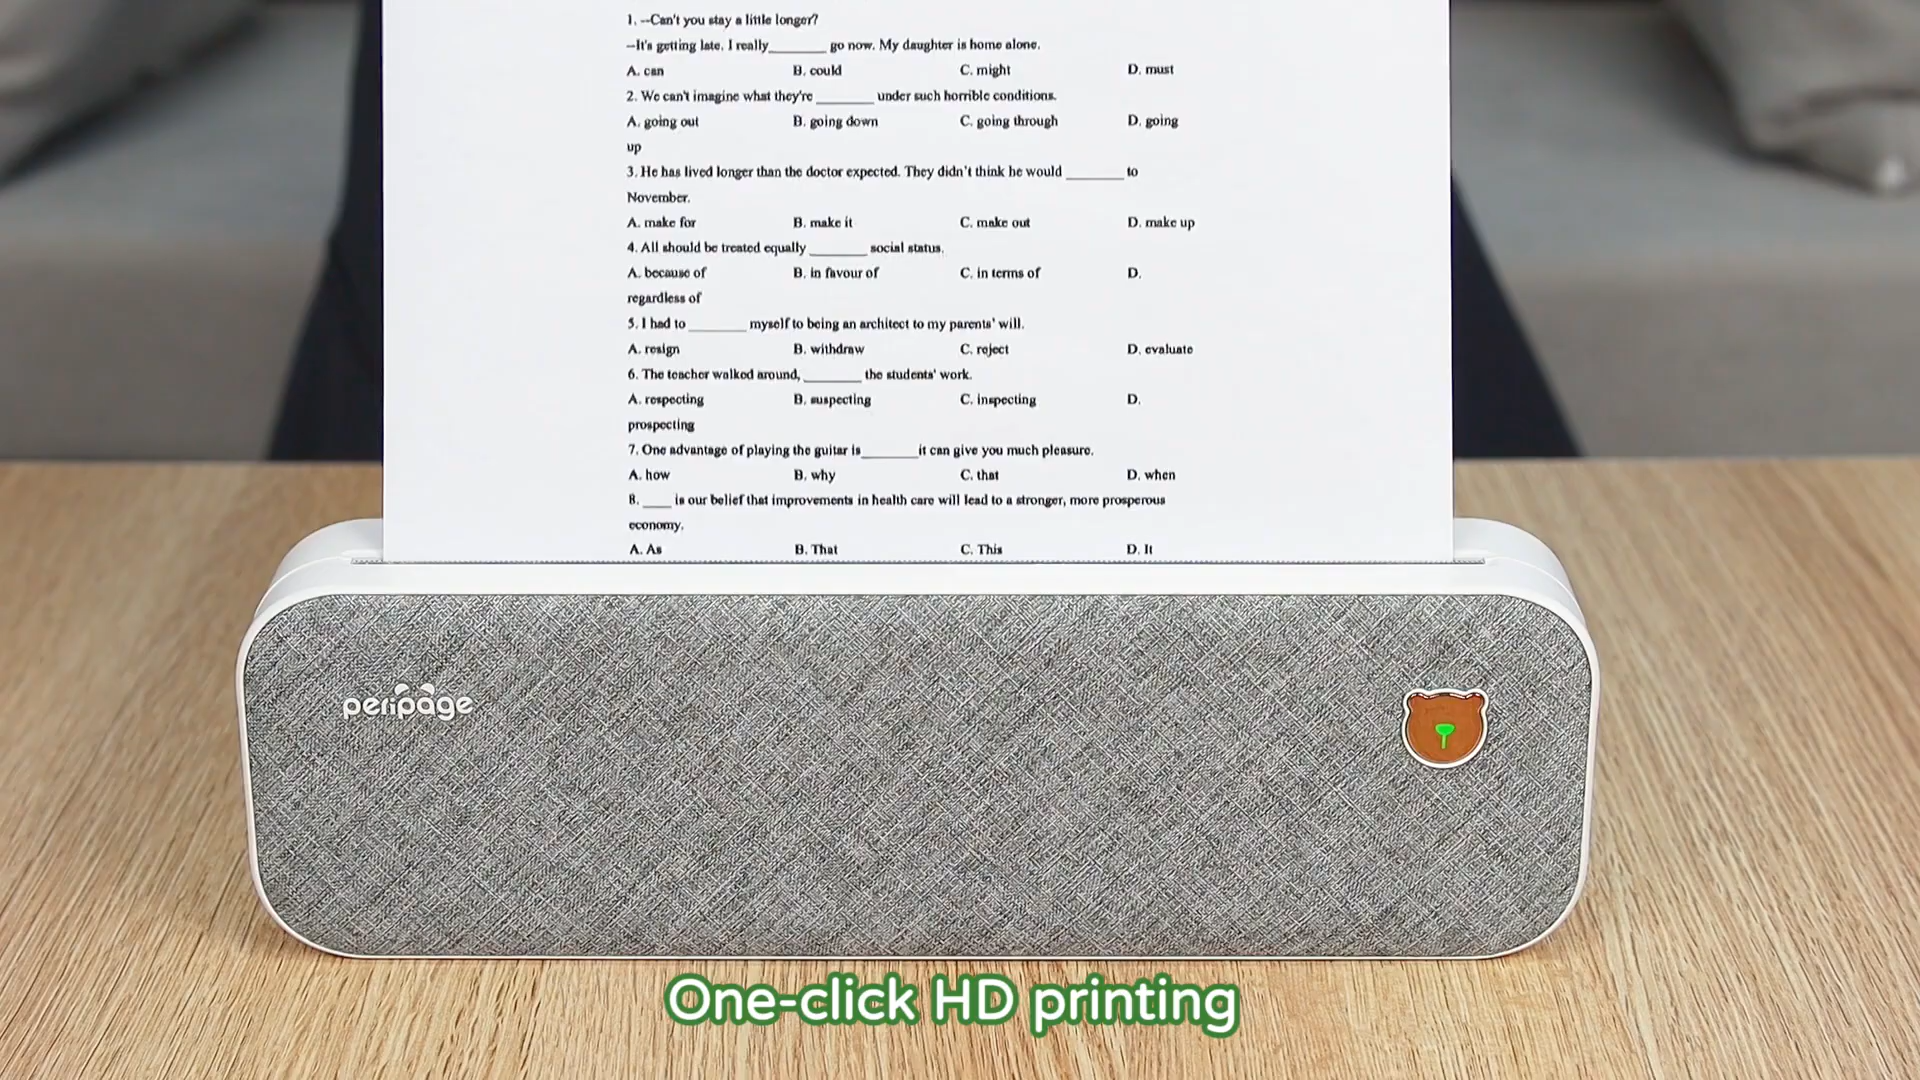 1. --Can't you stay a little longer?
--It's getting late. I really_______ go now. My daughter is home alone.
A. can B. could C. might D. must
2. We can't imagine what they're _______ under such horrible conditions.
A. going out B. going down C. going through D. going
up
3. He has lived longer than the doctor expected. They didn't think he would _______ to
November.
A. make for B. make it C. make out D. make up
4. All should be treated equally _______ social status.
A. because of B. in favour of C. in terms of D.
regardless of
5. I had to _______ myself to being an architect to my parents' will.
A. resign B. withdraw C. reject D. evaluate
6. The teacher walked around, _______ the students' work.
A. respecting B. suspecting C. inspecting D.
prospecting
7. One advantage of playing the guitar is_______it can give you much pleasure.
A. how B. why C. that D. when
8. ____ is our belief that improvements in health care will lead to a stronger, more prosperous
economy.
A. As B. That C. This D. It
peripage
One-click HD printing